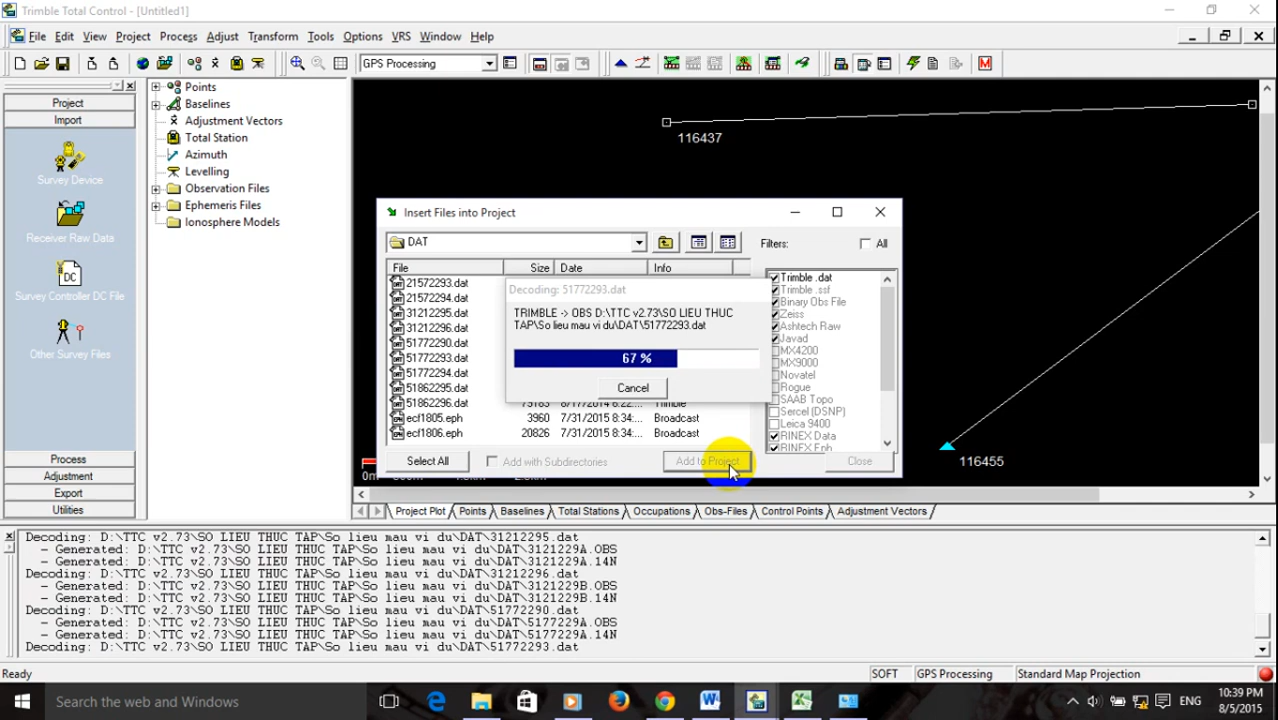 Trimble Total Control - [Untitled1]
File Edit View Project Process Adjust Transform Tools Options VRS Window Help
GPS Processing
Project
Import
Survey Device
Receiver Raw Data
DC
Survey Controller DC File
Other Survey Files
Process
Adjustment
Export
Utilities
Points
Baselines
Adjustment Vectors
Total Station
Azimuth
Levelling
Observation Files
Ephemeris Files
Ionosphere Models
116437
116455
Insert Files into Project
DAT
Filters:
All
File Size Date Info
21572293.dat
21572294.dat
31212295.dat
31212296.dat
51772290.dat
51772293.dat
51772294.dat
51862295.dat
51862296.dat
ecf1805.eph 3960 7/31/2015 8:34:... Broadcast
ecf1806.eph 20826 7/31/2015 8:34:... Broadcast
Trimble .dat
Trimble .ssf
Binary Obs File
Zeiss
Ashtech Raw
Javad
MX4200
MX9000
Novatel
Rogue
SAAB Topo
Sercel (DSNP)
Leica 9400
RINEX Data
RINEX Eph
Decoding: 51772293.dat
TRIMBLE -> OBS D:\TTC v2.73\SO LIEU THUC
TAP\So lieu mau vi du\DAT\51772293.dat
67 %
Cancel
Select All
Add with Subdirectories
Add to Project
Close
Project Plot Points Baselines Total Stations Occupations Obs-Files Control Points Adjustment Vectors
Decoding: D:\TTC v2.73\SO LIEU THUC TAP\So lieu mau vi du\DAT\31212295.dat
- Generated: D:\TTC v2.73\SO LIEU THUC TAP\So lieu mau vi du\DAT\3121229A.OBS
- Generated: D:\TTC v2.73\SO LIEU THUC TAP\So lieu mau vi du\DAT\3121229A.14N
Decoding: D:\TTC v2.73\SO LIEU THUC TAP\So lieu mau vi du\DAT\31212296.dat
- Generated: D:\TTC v2.73\SO LIEU THUC TAP\So lieu mau vi du\DAT\3121229B.OBS
- Generated: D:\TTC v2.73\SO LIEU THUC TAP\So lieu mau vi du\DAT\3121229B.14N
Decoding: D:\TTC v2.73\SO LIEU THUC TAP\So lieu mau vi du\DAT\51772290.dat
- Generated: D:\TTC v2.73\SO LIEU THUC TAP\So lieu mau vi du\DAT\5177229A.OBS
- Generated: D:\TTC v2.73\SO LIEU THUC TAP\So lieu mau vi du\DAT\5177229A.14N
Decoding: D:\TTC v2.73\SO LIEU THUC TAP\So lieu mau vi du\DAT\51772293.dat
Ready
SOFT GPS Processing Standard Map Projection
Search the web and Windows
ENG
10:39 PM
8/5/2015